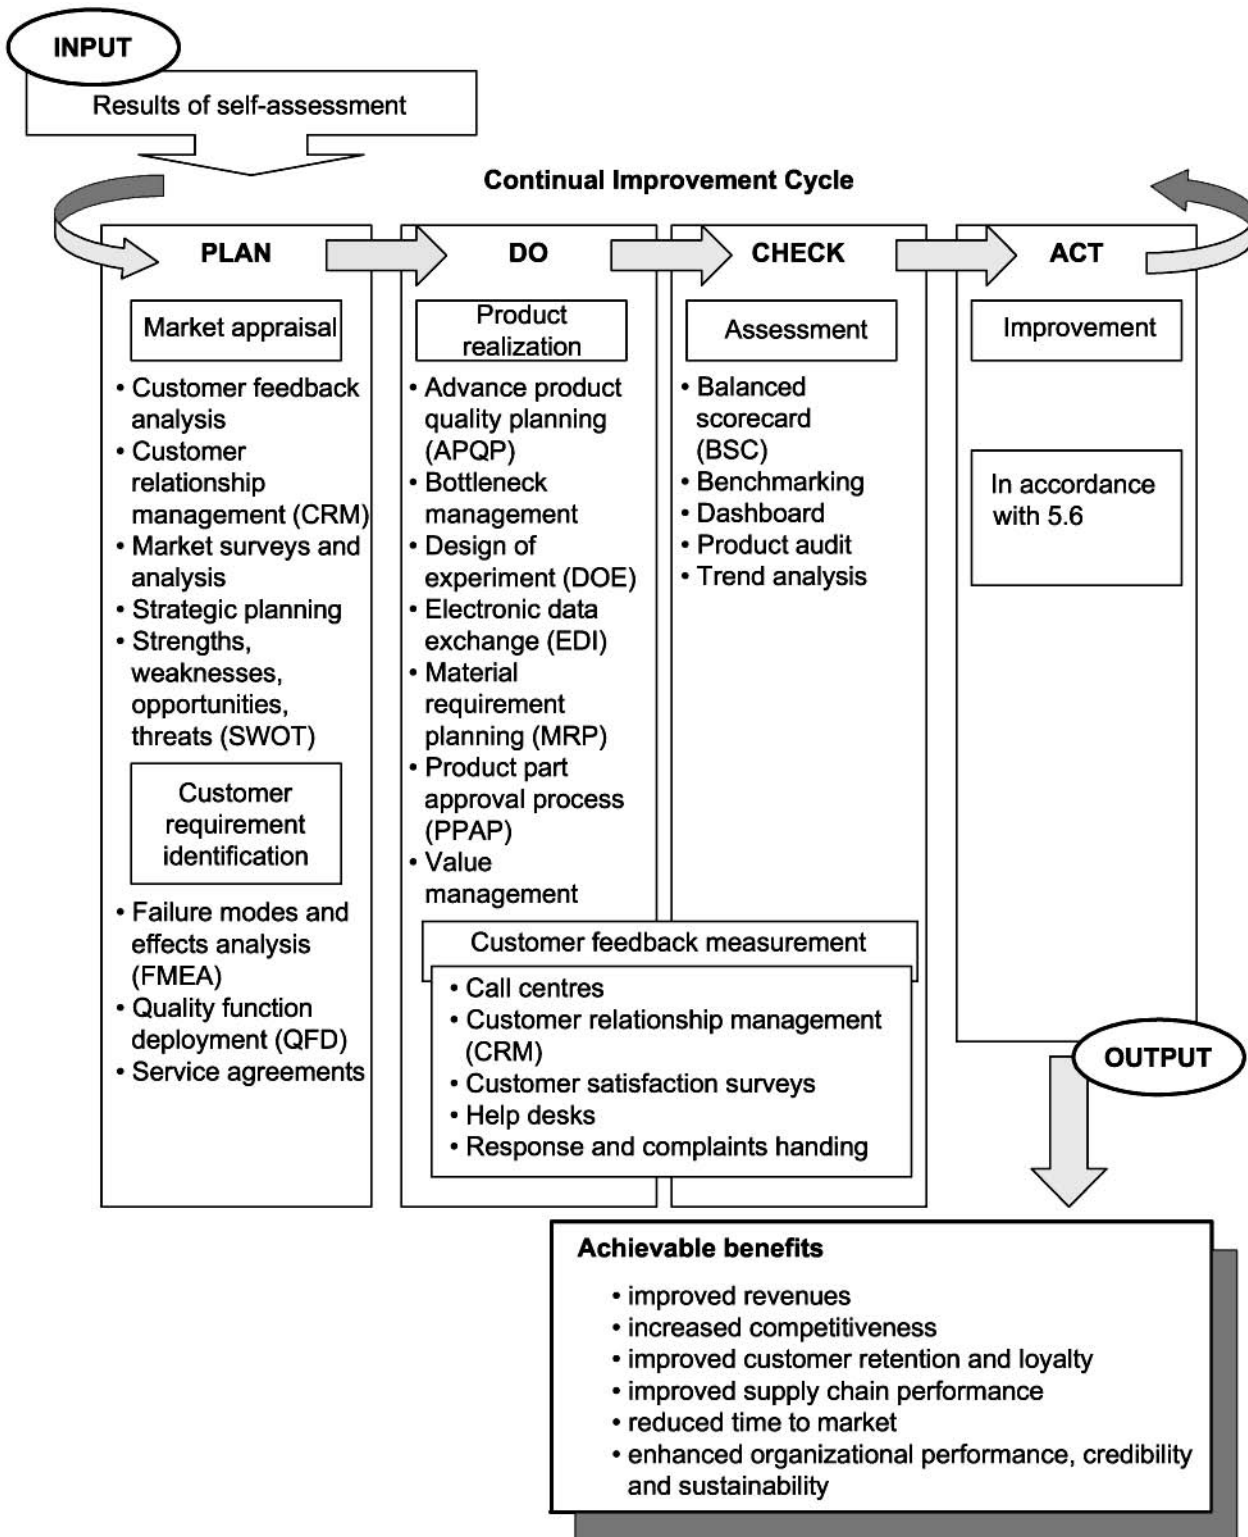 INPUT
Results of self-assessment
Continual Improvement Cycle
PLAN
Market appraisal
• Customer feedback
analysis
• Customer
relationship
management (CRM)
• Market surveys and
analysis
• Strategic planning
• Strengths,
weaknesses,
opportunities,
threats (SWOT)
Customer
requirement
identification
• Failure modes and
effects analysis
(FMEA)
• Quality function
deployment (QFD)
• Service agreements
DO
Product
realization
• Advance product
quality planning
(APQP)
• Bottleneck
management
• Design of
experiment (DOE)
• Electronic data
exchange (EDI)
• Material
requirement
planning (MRP)
• Product part
approval process
(PPAP)
• Value
management
CHECK
Assessment
• Balanced
scorecard
(BSC)
• Benchmarking
• Dashboard
• Product audit
• Trend analysis
Customer feedback measurement
• Call centres
• Customer relationship management
(CRM)
• Customer satisfaction surveys
• Help desks
• Response and complaints handing
ACT
Improvement
In accordance
with 5.6
OUTPUT
Achievable benefits
• improved revenues
• increased competitiveness
• improved customer retention and loyalty
• improved supply chain performance
• reduced time to market
• enhanced organizational performance, credibility
and sustainability